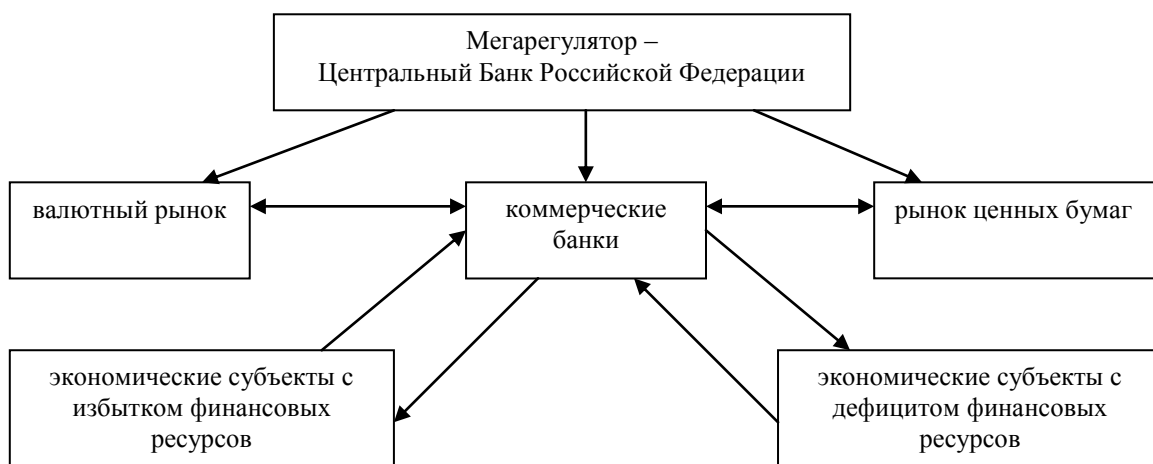 Мегарегулятор –
Центральный Банк Российской Федерации
валютный рынок
коммерческие
банки
рынок ценных бумаг
экономические субъекты с
избытком финансовых
ресурсов
экономические субъекты с
дефицитом финансовых
ресурсов